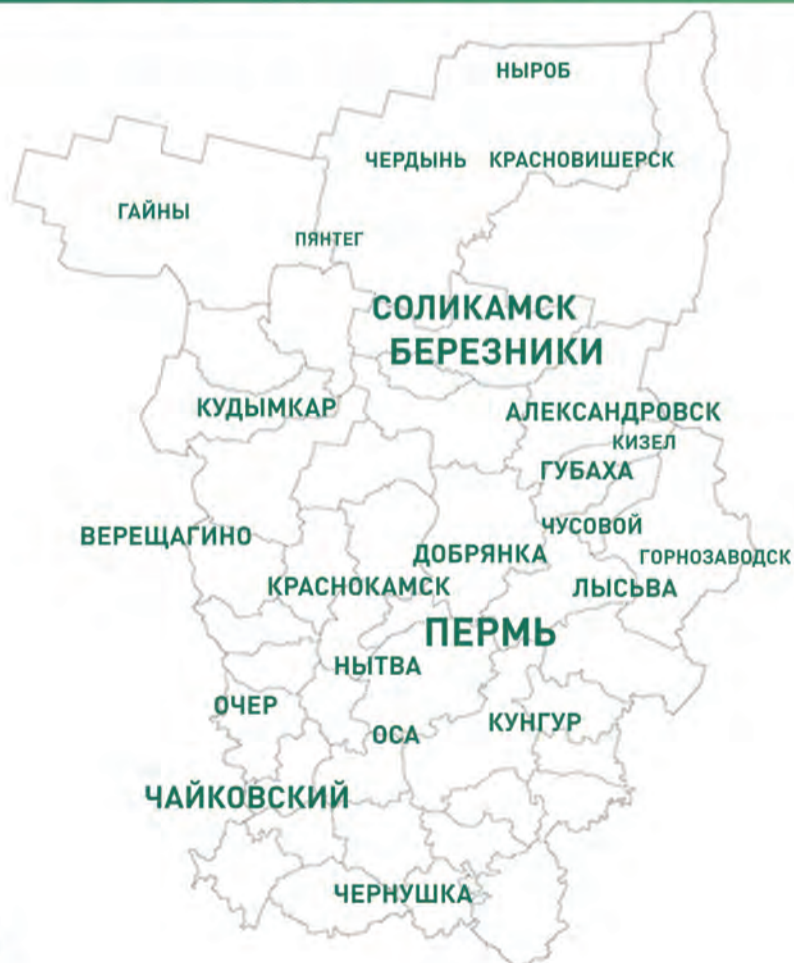 НЫРОБ
ЧЕРДЫНЬ КРАСНОВИШЕРСК
ГАЙНЫ
ПЯНТЕГ
СОЛИКАМСК
БЕРЕЗНИКИ
КУДЫМКАР
АЛЕКСАНДРОВСК
КИЗЕЛ
ГУБАХА
ЧУСОВОЙ
ВЕРЕЩАГИНО
ДОБРЯНКА
ГОРНОЗАВОДСК
КРАСНОКАМСК
ЛЫСЬВА
ПЕРМЬ
НЫТВА
ОЧЕР
КУНГУР
ОСА
ЧАЙКОВСКИЙ
ЧЕРНУШКА